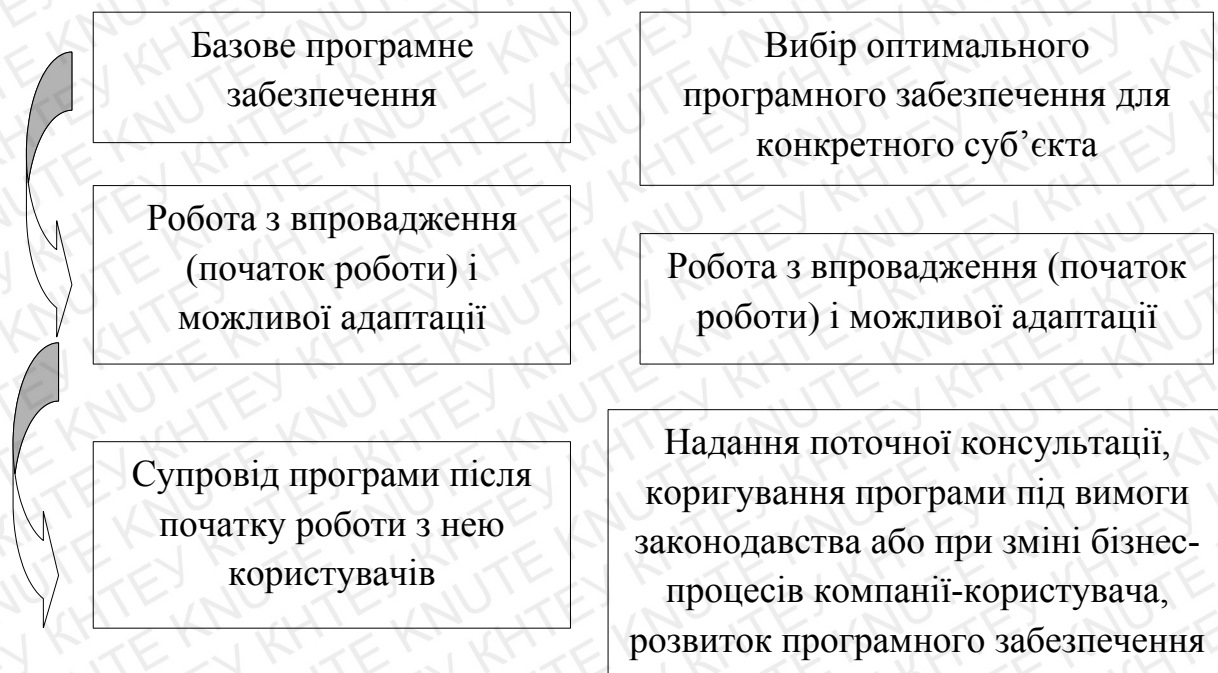 Базове програмне
забезпечення
Вибір оптимального
програмного забезпечення для
конкретного суб’єкта
Робота з впровадження
(початок роботи) і
можливої адаптації
Робота з впровадження (початок
роботи) і можливої адаптації
Супровід програми після
початку роботи з нею
користувачів
Надання поточної консультації,
коригування програми під вимоги
законодавства або при зміні бізнес-
процесів компанії-користувача,
розвиток програмного забезпечення